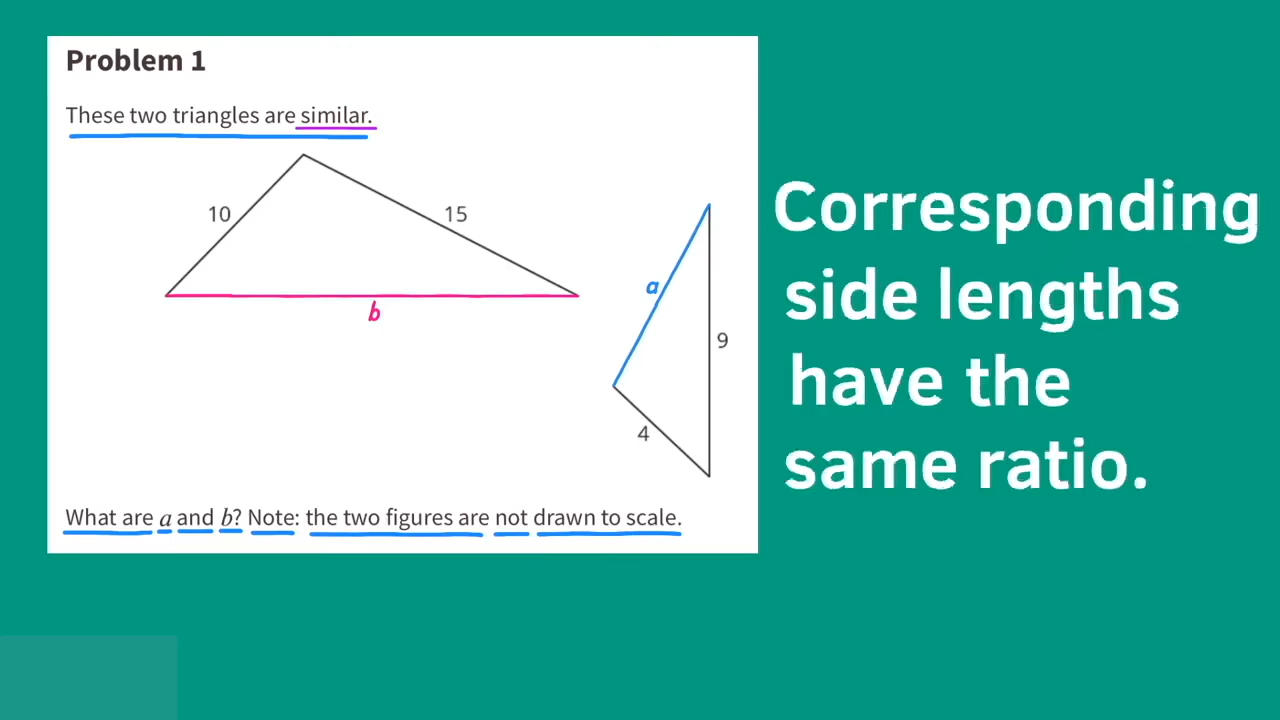 Problem 1
These two triangles are similar.
10
15
b
a
9
4
What are a and b? Note: the two figures are not drawn to scale.
Corresponding
side lengths
have the
same ratio.